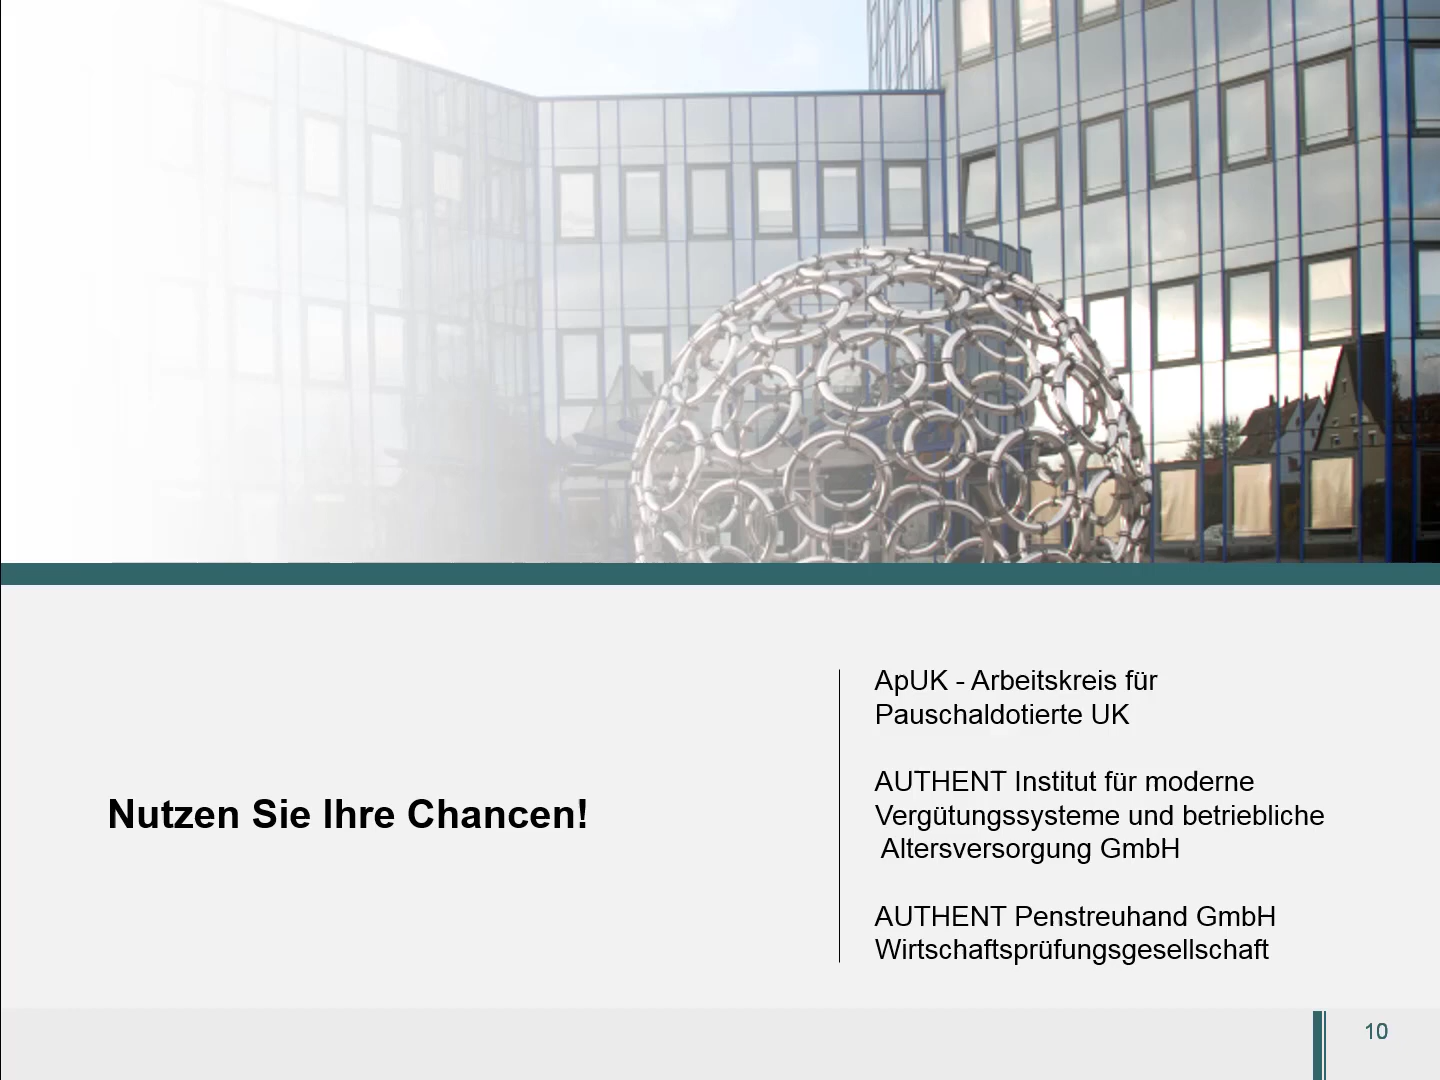 Nutzen Sie Ihre Chancen!
ApUK - Arbeitskreis für
Pauschaldotierte UK
AUTHENT Institut für moderne
Vergütungssysteme und betriebliche
Altersversorgung GmbH
AUTHENT Penstreuhand GmbH
Wirtschaftsprüfungsgesellschaft
10